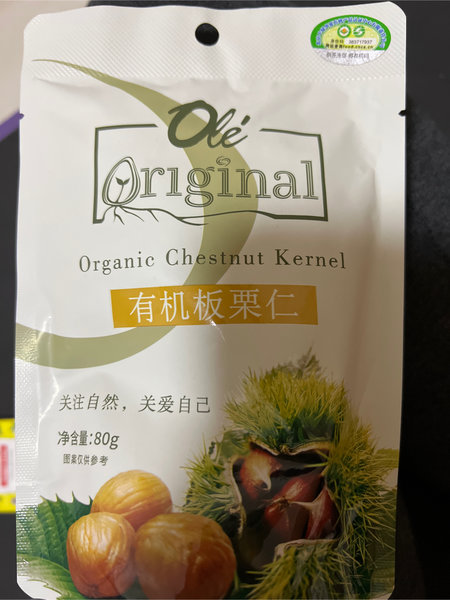 Olé
Original
Organic Chestnut Kernel
有机板栗仁
关注自然，关爱自己
净含量:80g
图案仅供参考